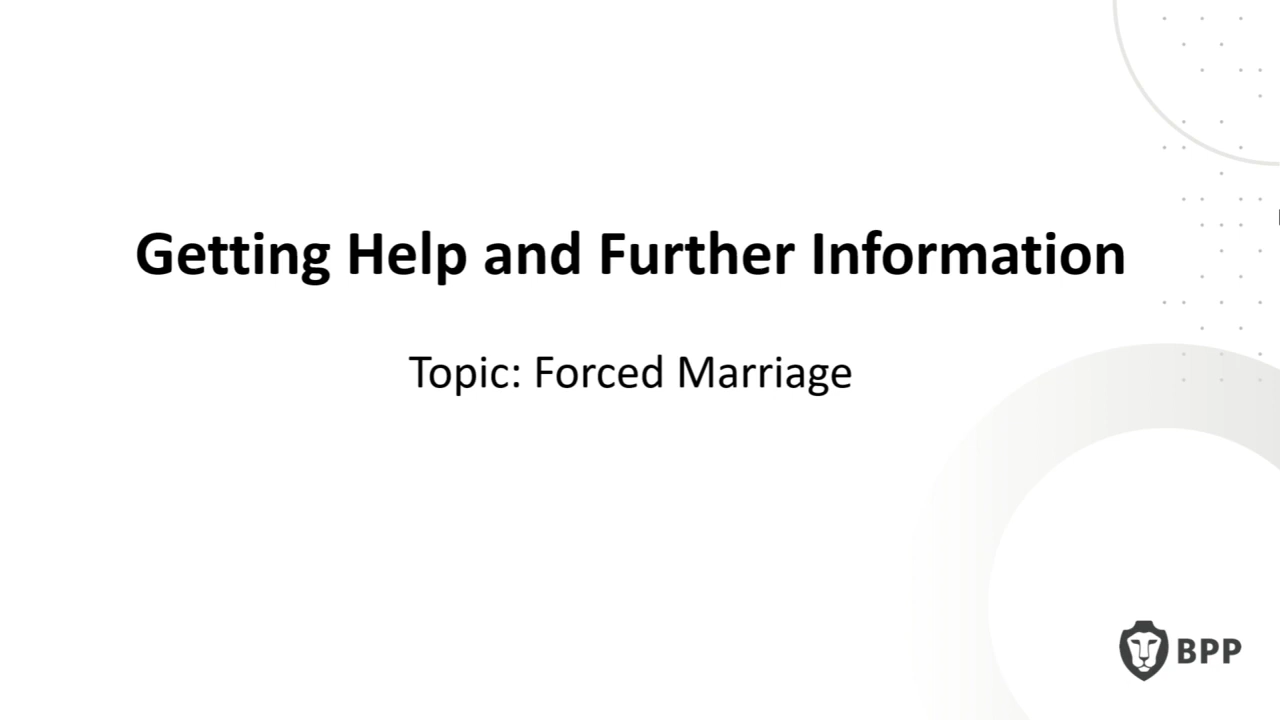 Getting Help and Further Information
Topic: Forced Marriage
BPP